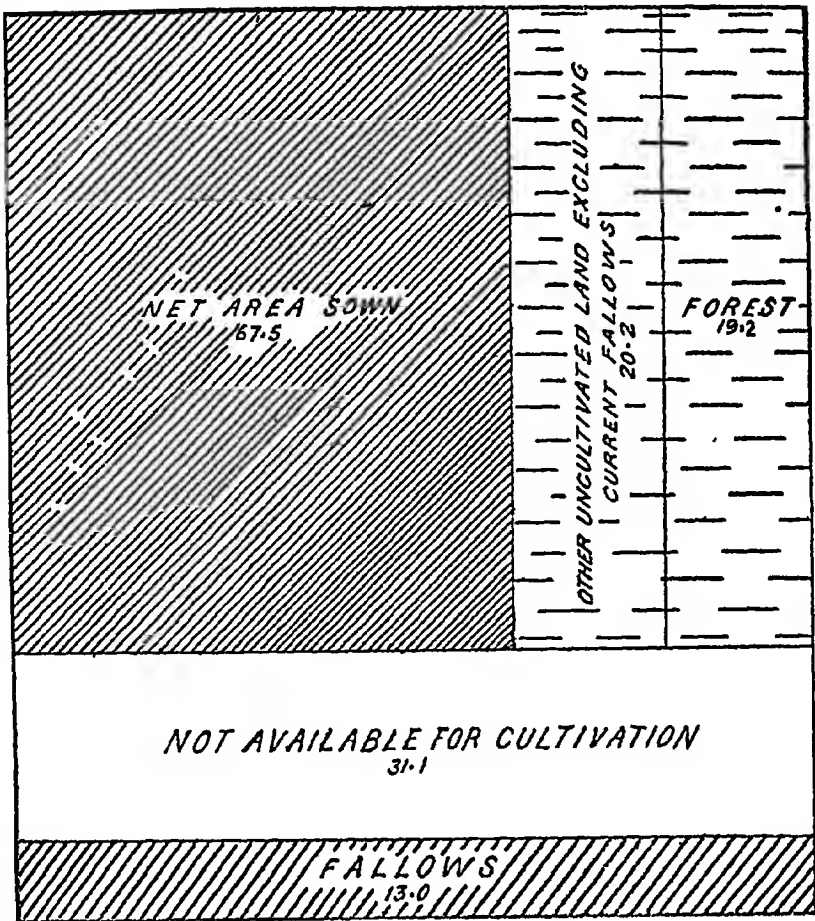 NET AREA SOWN
67.5
OTHER UNCULTIVATED LAND EXCLUDING
CURRENT FALLOWS
20.2
FOREST
19.2
NOT AVAILABLE FOR CULTIVATION
31.1
FALLOWS
13.0